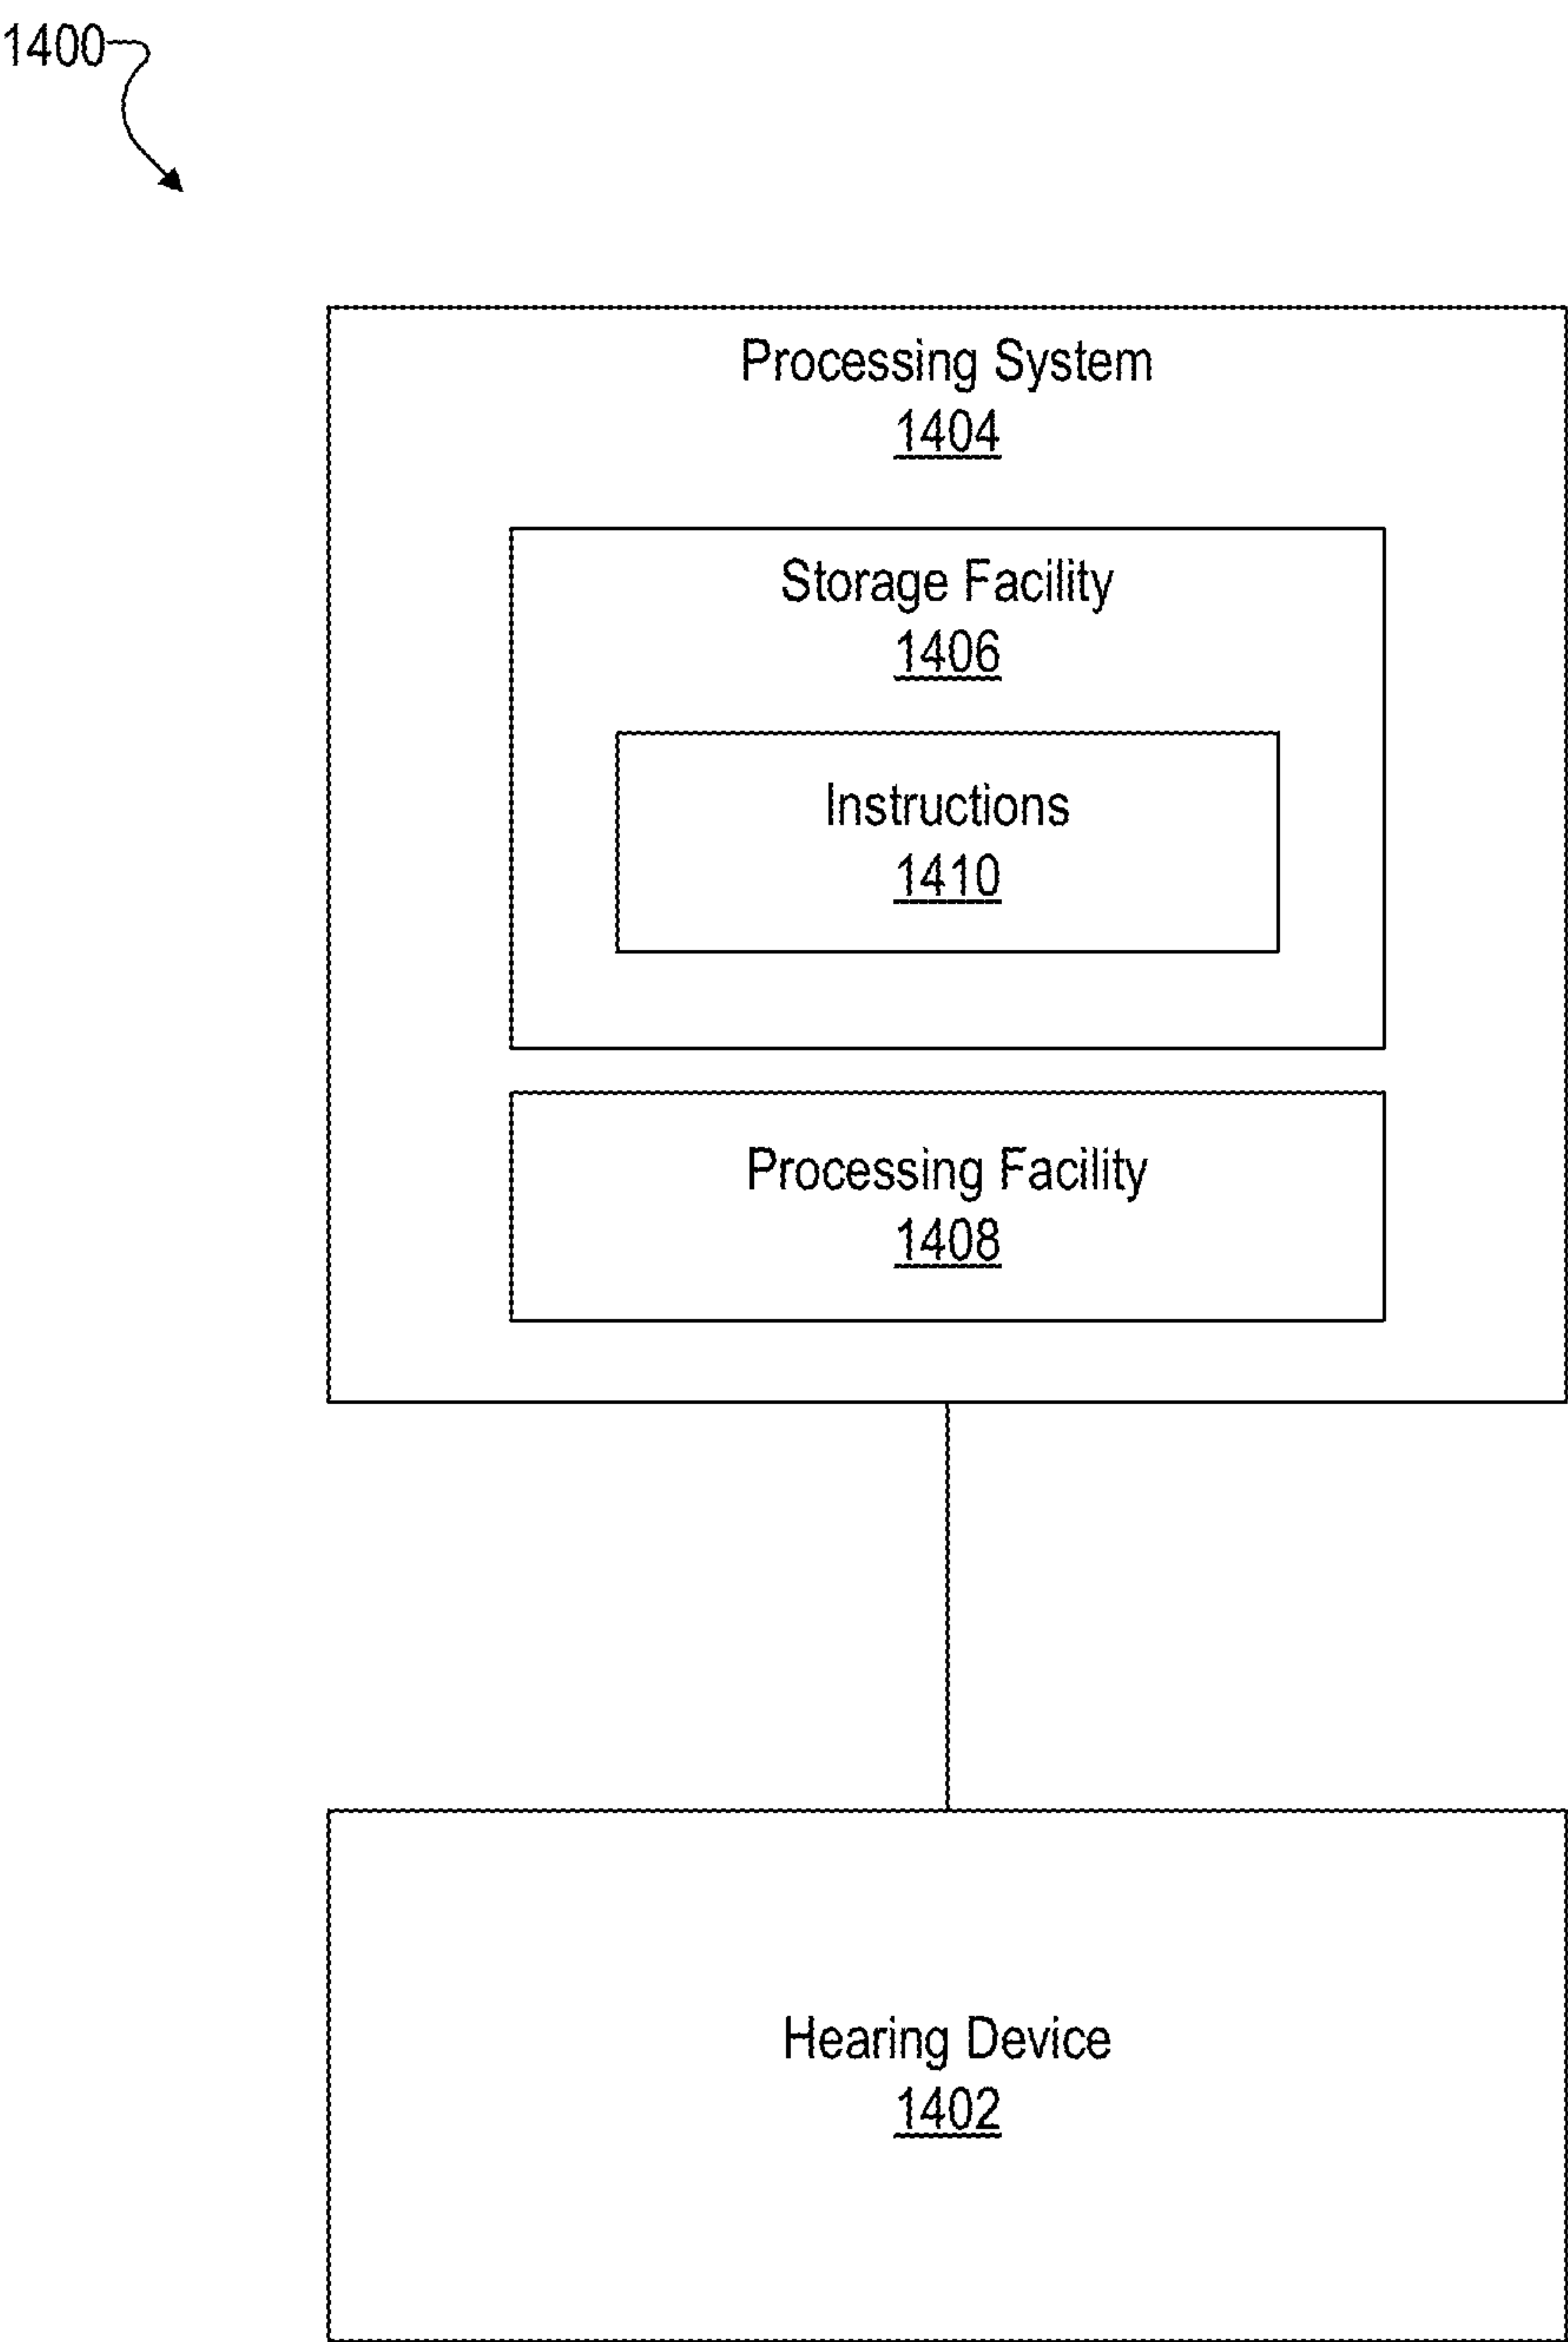 1400
Processing System
1404
Storage Facility
1406
Instructions
1410
Processing Facility
1408
Hearing Device
1402